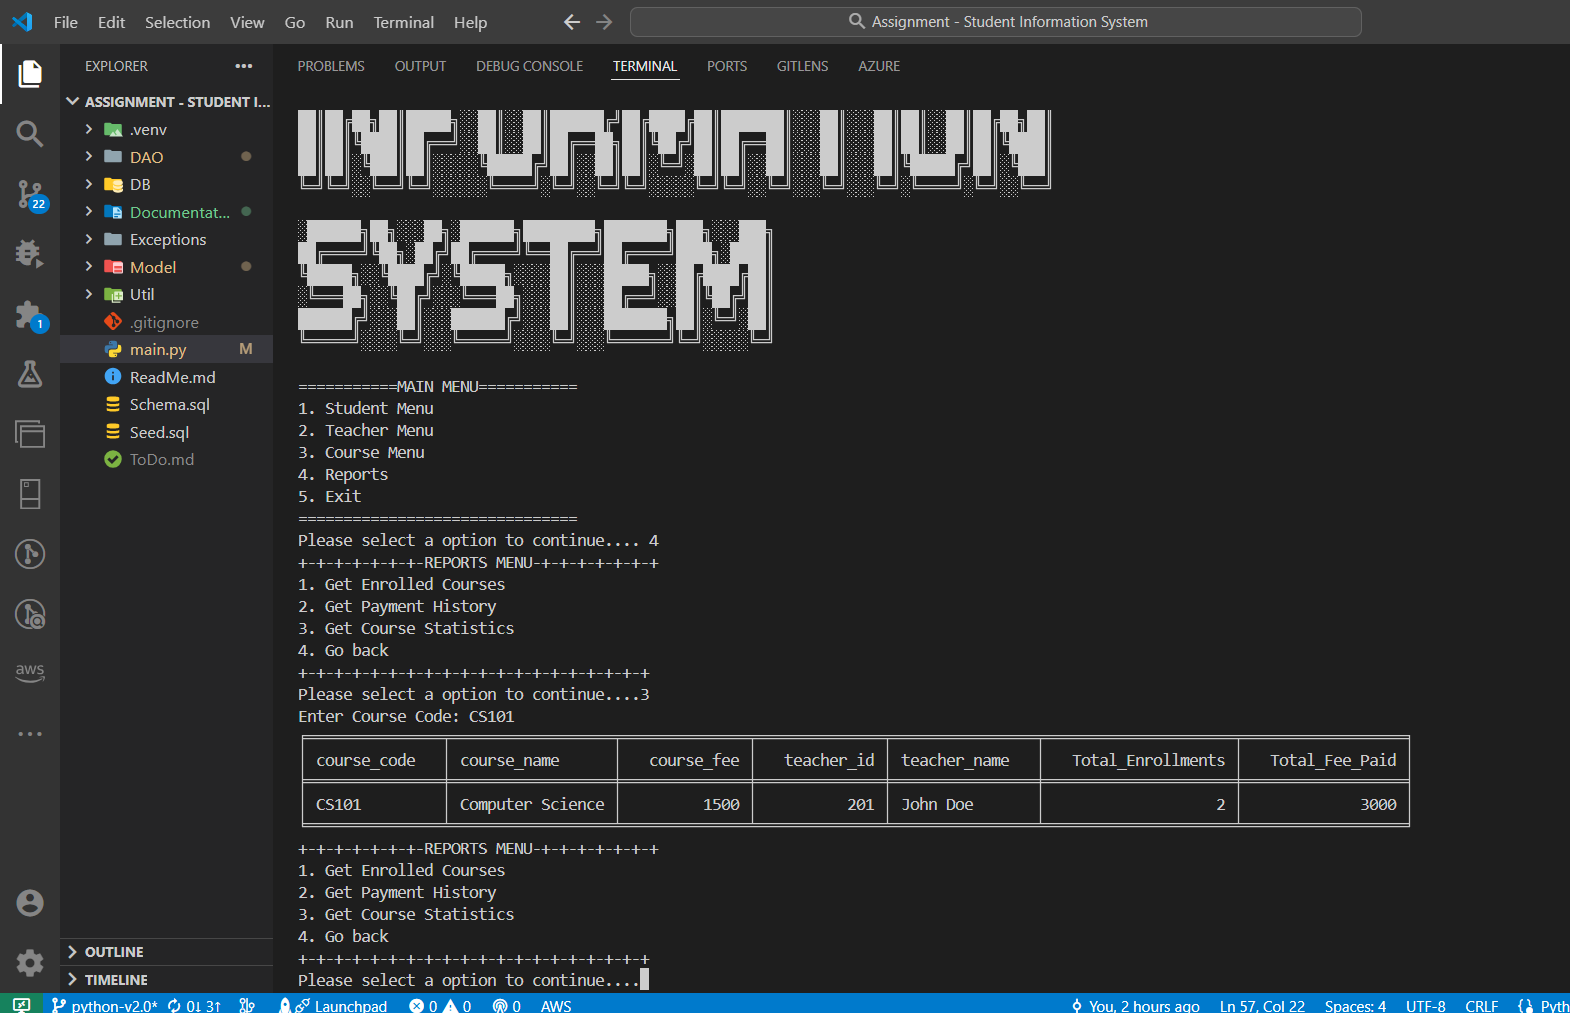 File Edit Selection View Go Run Terminal Help
Assignment - Student Information System
EXPLORER
ASSIGNMENT - STUDENT I...
.venv
DAO
DB
Documentat...
Exceptions
Model
Util
.gitignore
main.py M
ReadMe.md
Schema.sql
Seed.sql
ToDo.md
22
1
aws
OUTLINE
TIMELINE
PROBLEMS OUTPUT DEBUG CONSOLE TERMINAL PORTS GITLENS AZURE
INFORMATION
SYSTEM
===========MAIN MENU===========
1. Student Menu
2. Teacher Menu
3. Course Menu
4. Reports
5. Exit
===============================
Please select a option to continue.... 4
+-+-+-+-+-+-+-REPORTS MENU-+-+-+-+-+-+-+
1. Get Enrolled Courses
2. Get Payment History
3. Get Course Statistics
4. Go back
+-+-+-+-+-+-+-+-+-+-+-+-+-+-+-+-+-+-+-+
Please select a option to continue....3
Enter Course Code: CS101
course_code course_name course_fee teacher_id teacher_name Total_Enrollments Total_Fee_Paid
CS101 Computer Science 1500 201 John Doe 2 3000
+-+-+-+-+-+-+-REPORTS MENU-+-+-+-+-+-+-+
1. Get Enrolled Courses
2. Get Payment History
3. Get Course Statistics
4. Go back
+-+-+-+-+-+-+-+-+-+-+-+-+-+-+-+-+-+-+-+
Please select a option to continue....
python-v2.0* 0↓ 3↑ Launchpad 0 0 0 AWS You, 2 hours ago Ln 57, Col 22 Spaces: 4 UTF-8 CRLF {} Pyth